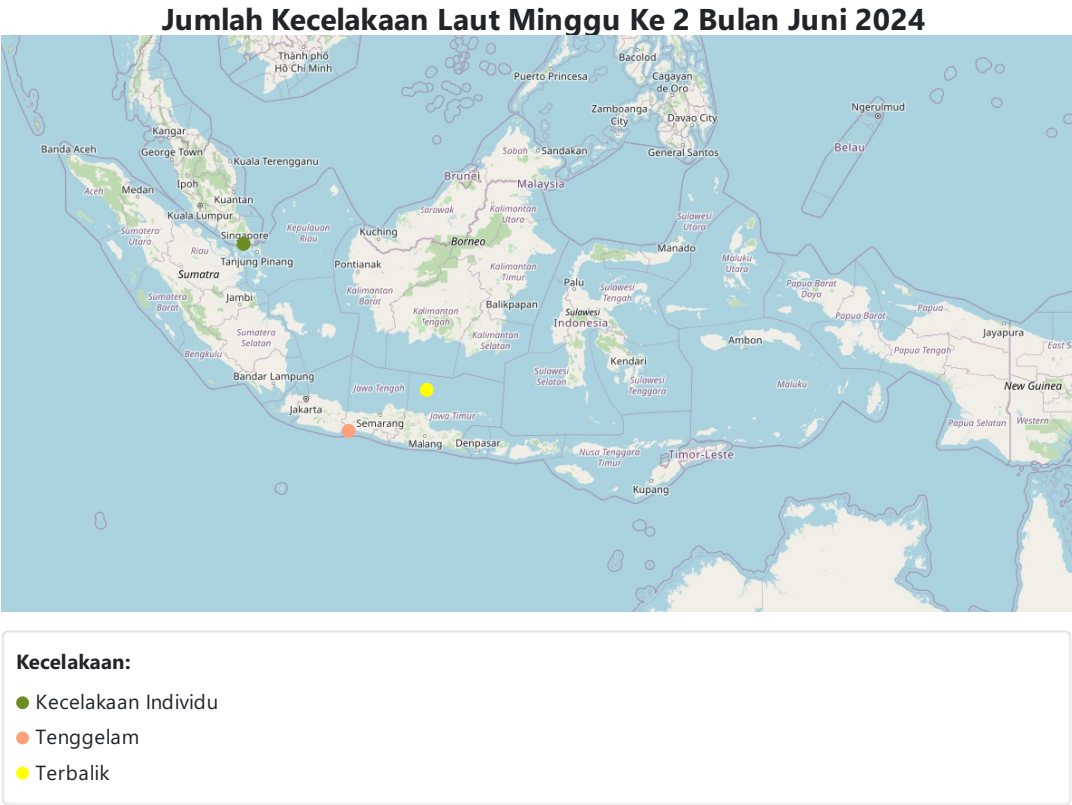 Jumlah Kecelakaan Laut Minggu Ke 2 Bulan Juni 2024
Thành phố
Hồ Chí Minh
Bacolod
Puerto Princesa
Cagayan
de Oro
Zamboanga
City
Davao City
Ngerulmud
Kangar
Banda Aceh
George Town
Kuala Terengganu
Sabah
Sandakan
General Santos
Belau
Ipoh
Brunei
Malaysia
Aceh
Medan
Kuantan
Kuala Lumpur
Sarawak
Kalimantan
Utara
Sulawesi
Utara
Sumatera
Utara
Singapore
Kepulauan
Riau
Kuching
Borneo
Manado
Riau
Tanjung Pinang
Pontianak
Kalimantan
Timur
Maluku
Utara
Sumatra
Palu
Papua Barat
Daya
Sumatera
Barat
Jambi
Kalimantan
Barat
Sulawesi
Tengah
Balikpapan
Kalimantan
Tengah
Sulawesi
Indonesia
Papua Barat
Papua
Sumatera
Selatan
Kalimantan
Selatan
Jayapura
Ambon
East S
Bengkulu
Papua Tengah
Kendari
Bandar Lampung
Sulawesi
Selatan
Sulawesi
Tenggara
Maluku
New Guinea
Jawa Tengah
Jakarta
Jawa Timur
Semarang
Papua Selatan
Western
Malang
Denpasar
Nusa Tenggara
Timur
Timor-Leste
Kupang
Kecelakaan:
Kecelakaan Individu
Tenggelam
Terbalik